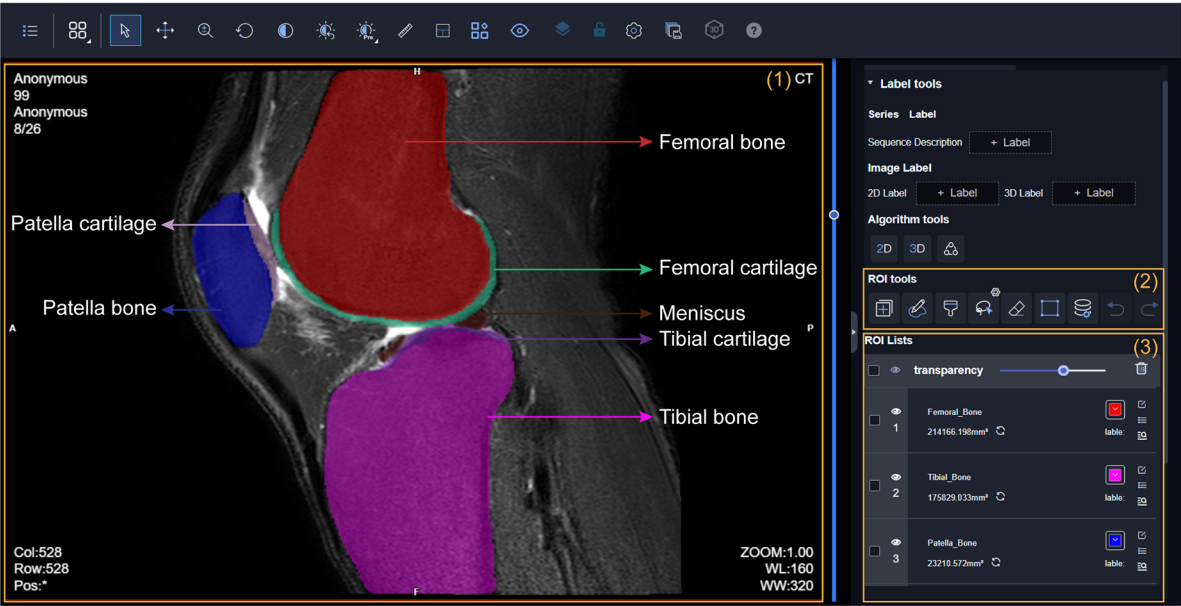 Pro
3D
?
H
(1) CT
Anonymous
99
Anonymous
8/26
Femoral bone
Patella cartilage
Femoral cartilage
Patella bone
Meniscus
A
P
Tibial cartilage
Tibial bone
Col:528
Row:528
Pos:*
ZOOM:1.00
WL:160
WW:320
F
Label tools
Series Label
Sequence Description + Label
Image Label
2D Label + Label 3D Label + Label
Algorithm tools
2D 3D
ROI tools (2)
ROI Lists (3)
transparency
1 Femoral_Bone
214166.198mm³ lable:
2 Tibial_Bone
175829.033mm³ lable:
3 Patella_Bone
23210.572mm³ lable: